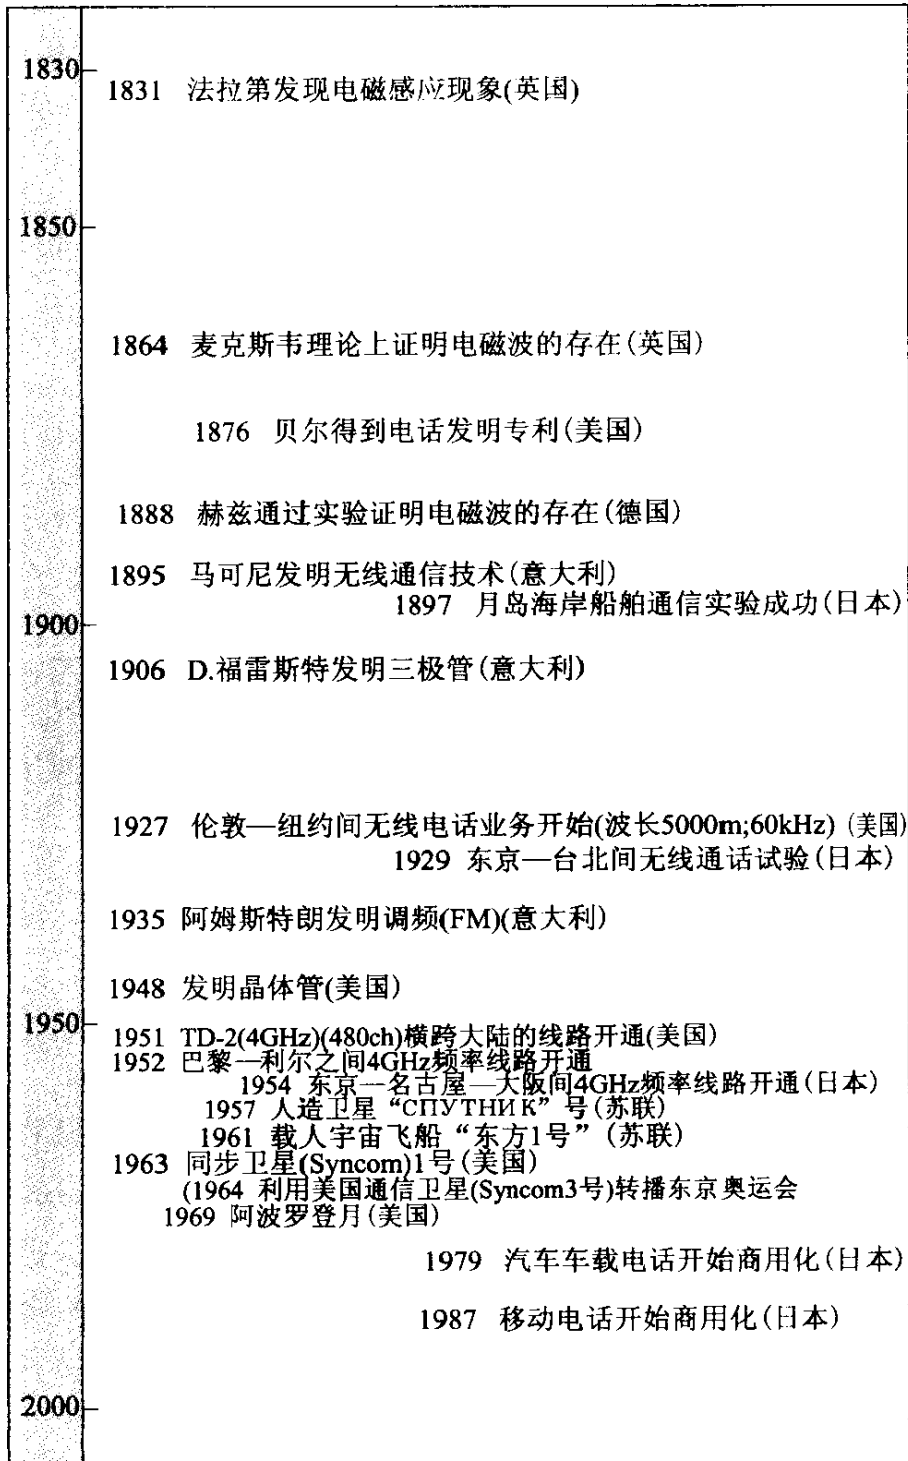 1830
1831 法拉第发现电磁感应现象(英国)
1850
1864 麦克斯韦理论上证明电磁波的存在(英国)
1876 贝尔得到电话发明专利(美国)
1888 赫兹通过实验证明电磁波的存在(德国)
1895 马可尼发明无线通信技术(意大利)
1897 月岛海岸船舶通信实验成功(日本)
1900
1906 D.福雷斯特发明三极管(意大利)
1927 伦敦—纽约间无线电话业务开始(波长5000m;60kHz) (美国)
1929 东京—台北间无线通话试验(日本)
1935 阿姆斯特朗发明调频(FM)(意大利)
1948 发明晶体管(美国)
1950
1951 TD-2(4GHz)(480ch)横跨大陆的线路开通(美国)
1952 巴黎—利尔之间4GHz频率线路开通
1954 东京—名古屋—大阪间4GHz频率线路开通(日本)
1957 人造卫星“СПУТНИК”号(苏联)
1961 载人宇宙飞船“东方1号”(苏联)
1963 同步卫星(Syncom)1号(美国)
(1964 利用美国通信卫星(Syncom3号)转播东京奥运会
1969 阿波罗登月(美国)
1979 汽车车载电话开始商用化(日本)
1987 移动电话开始商用化(日本)
2000